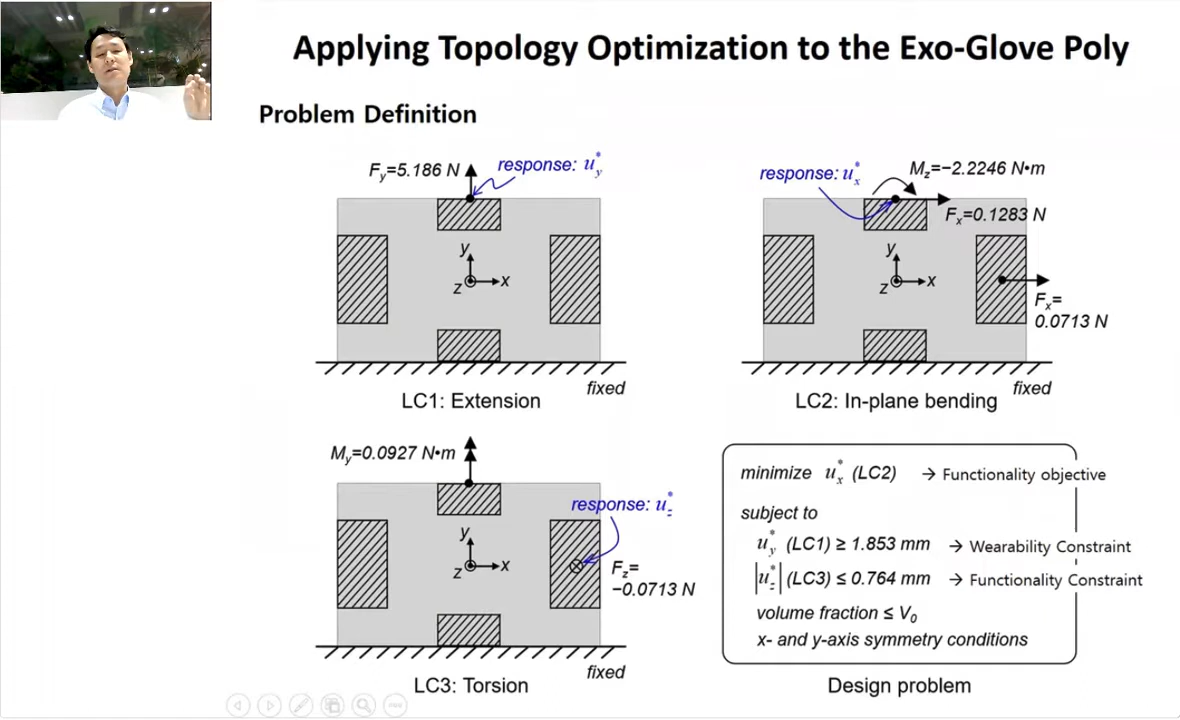 Applying Topology Optimization to the Exo-Glove Poly
Problem Definition
F_y=5.186 N
response: u_y^*
y
z x
fixed
LC1: Extension
response: u_x^*
M_z=−2.2246 N•m
F_x=0.1283 N
y
z x
F_x=
0.0713 N
fixed
LC2: In-plane bending
M_y=0.0927 N•m
response: u_z^*
y
z x
F_z=
−0.0713 N
fixed
LC3: Torsion
minimize u_x^* (LC2) → Functionality objective
subject to
u_y^* (LC1) ≥ 1.853 mm → Wearability Constraint
|u_z^*| (LC3) ≤ 0.764 mm → Functionality Constraint
volume fraction ≤ V_0
x- and y-axis symmetry conditions
Design problem